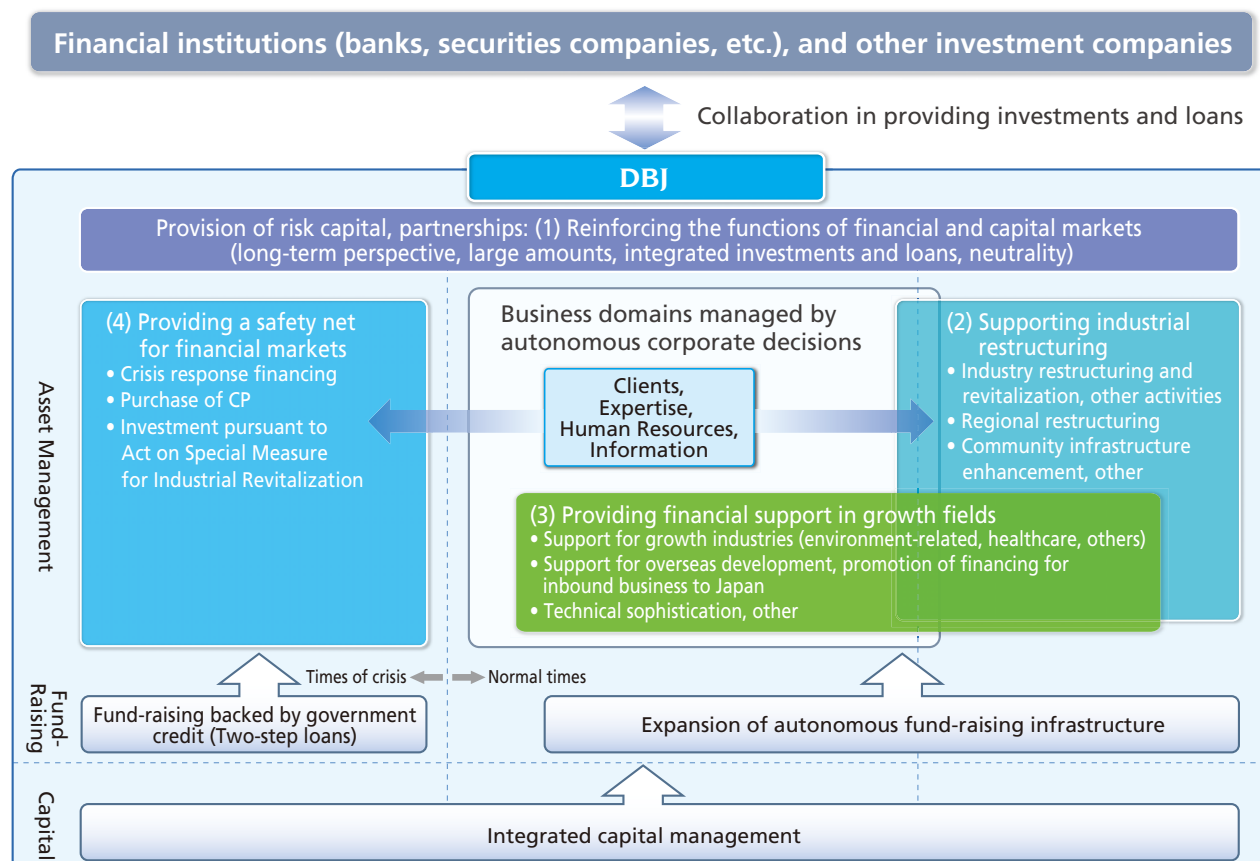 Financial institutions (banks, securities companies, etc.), and other investment companies
Collaboration in providing investments and loans
DBJ
Provision of risk capital, partnerships: (1) Reinforcing the functions of financial and capital markets
(long-term perspective, large amounts, integrated investments and loans, neutrality)
Asset Management
(4) Providing a safety net
for financial markets
• Crisis response financing
• Purchase of CP
• Investment pursuant to
Act on Special Measure
for Industrial Revitalization
Business domains managed by
autonomous corporate decisions
Clients,
Expertise,
Human Resources,
Information
(2) Supporting industrial
restructuring
• Industry restructuring and
revitalization, other activities
• Regional restructuring
• Community infrastructure
enhancement, other
(3) Providing financial support in growth fields
• Support for growth industries (environment-related, healthcare, others)
• Support for overseas development, promotion of financing for
inbound business to Japan
• Technical sophistication, other
Times of crisis
Normal times
Fund-
Raising
Fund-raising backed by government
credit (Two-step loans)
Expansion of autonomous fund-raising infrastructure
Capital
Integrated capital management